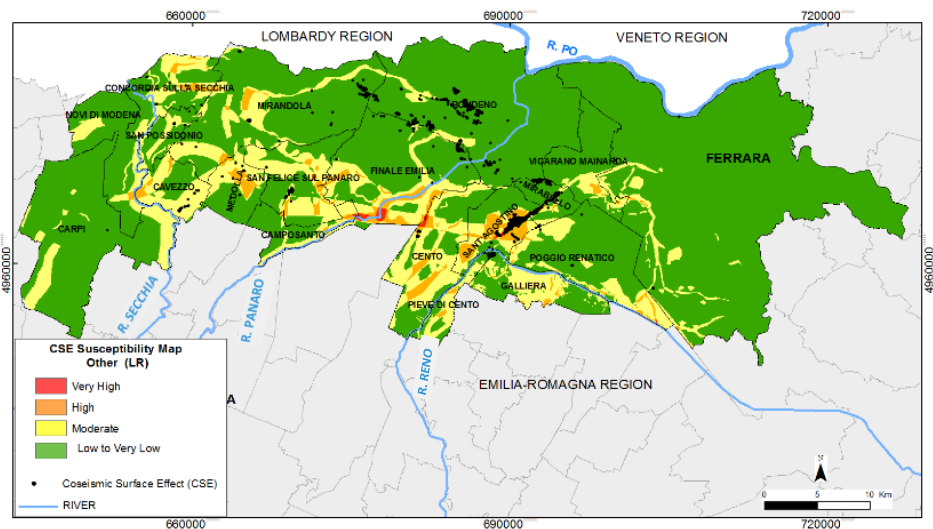 660000
690000
720000
LOMBARDY REGION
VENETO REGION
R. PO
CONCORDIA SULLA SECCHIA
MIRANDOLA
BONDENO
NOVI DI MODENA
SAN POSSIDONIO
VIGARANO MAINARDA
FERRARA
FINALE EMILIA
SAN FELICE SUL PANARO
CAVEZZO
MEDOLLA
MIRABELLO
SANT'AGOSTINO
CARPI
CAMPOSANTO
CENTO
POGGIO RENATICO
4960000
4960000
GALLIERA
R. SECCHIA
R. PANARO
PIEVE DI CENTO
R. RENO
EMILIA-ROMAGNA REGION
A
CSE Susceptibility Map
Other (LR)
Very High
High
Moderate
Low to Very Low
Coseismic Surface Effect (CSE)
RIVER
N
0 5 10 Km
660000
690000
720000